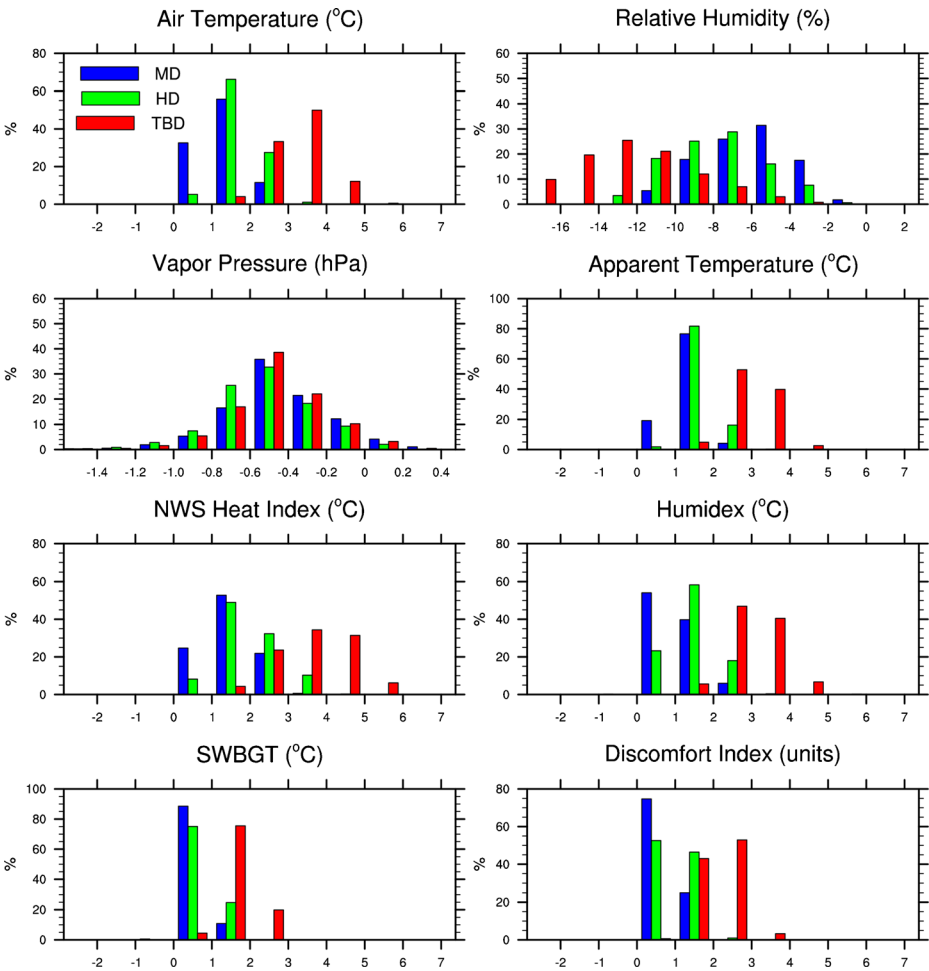 Air Temperature (°C)
Relative Humidity (%)
80
60
40
20
0
%
MD
HD
TBD
-2 -1 0 1 2 3 4 5 6 7
60
50
40
30
20
10
0
%
-16 -14 -12 -10 -8 -6 -4 -2 0 2
Vapor Pressure (hPa)
Apparent Temperature (°C)
60
50
40
30
20
10
0
%
-1.4 -1.2 -1.0 -0.8 -0.6 -0.4 -0.2 0 0.2 0.4
100
80
60
40
20
0
%
-2 -1 0 1 2 3 4 5 6 7
NWS Heat Index (°C)
Humidex (°C)
80
60
40
20
0
%
-2 -1 0 1 2 3 4 5 6 7
80
60
40
20
0
%
-2 -1 0 1 2 3 4 5 6 7
SWBGT (°C)
Discomfort Index (units)
100
80
60
40
20
0
%
-2 -1 0 1 2 3 4 5 6 7
80
60
40
20
0
%
-2 -1 0 1 2 3 4 5 6 7